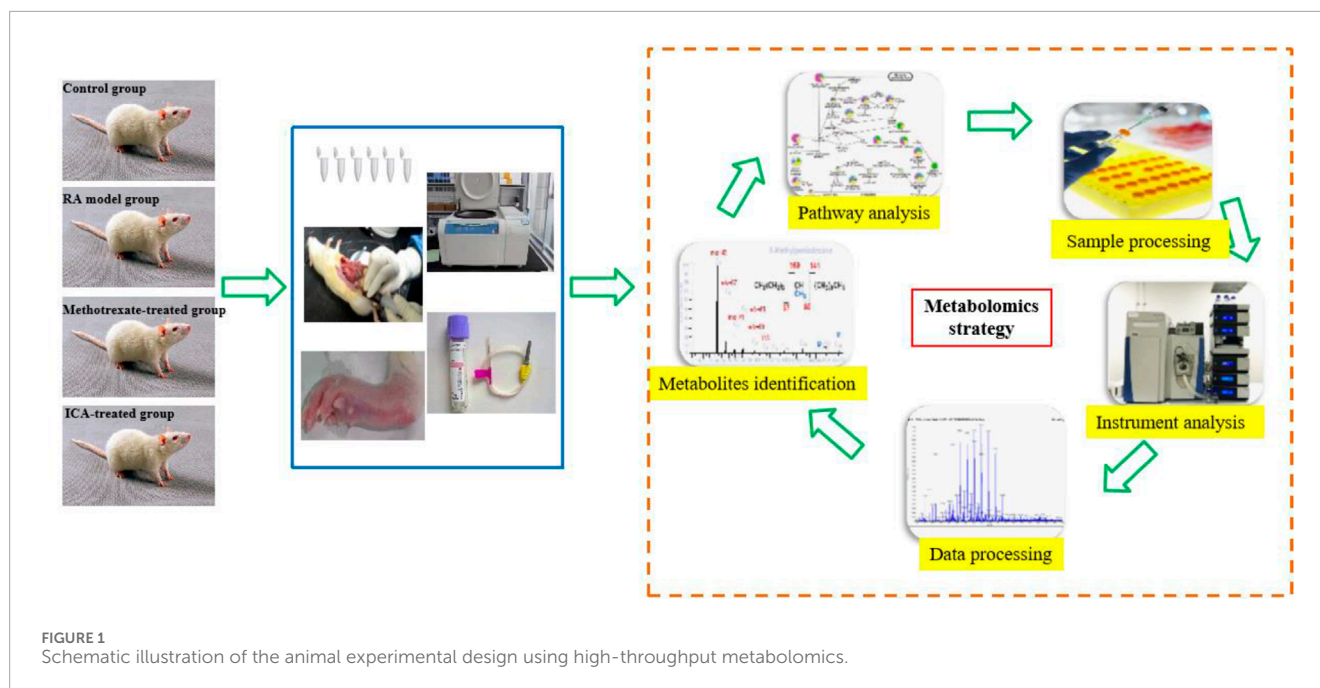 Control group
RA model group
Methotrexate-treated group
ICA-treated group
Pathway analysis
Sample processing
Metabolomics
strategy
Metabolites identification
Instrument analysis
Data processing
FIGURE 1
Schematic illustration of the animal experimental design using high-throughput metabolomics.